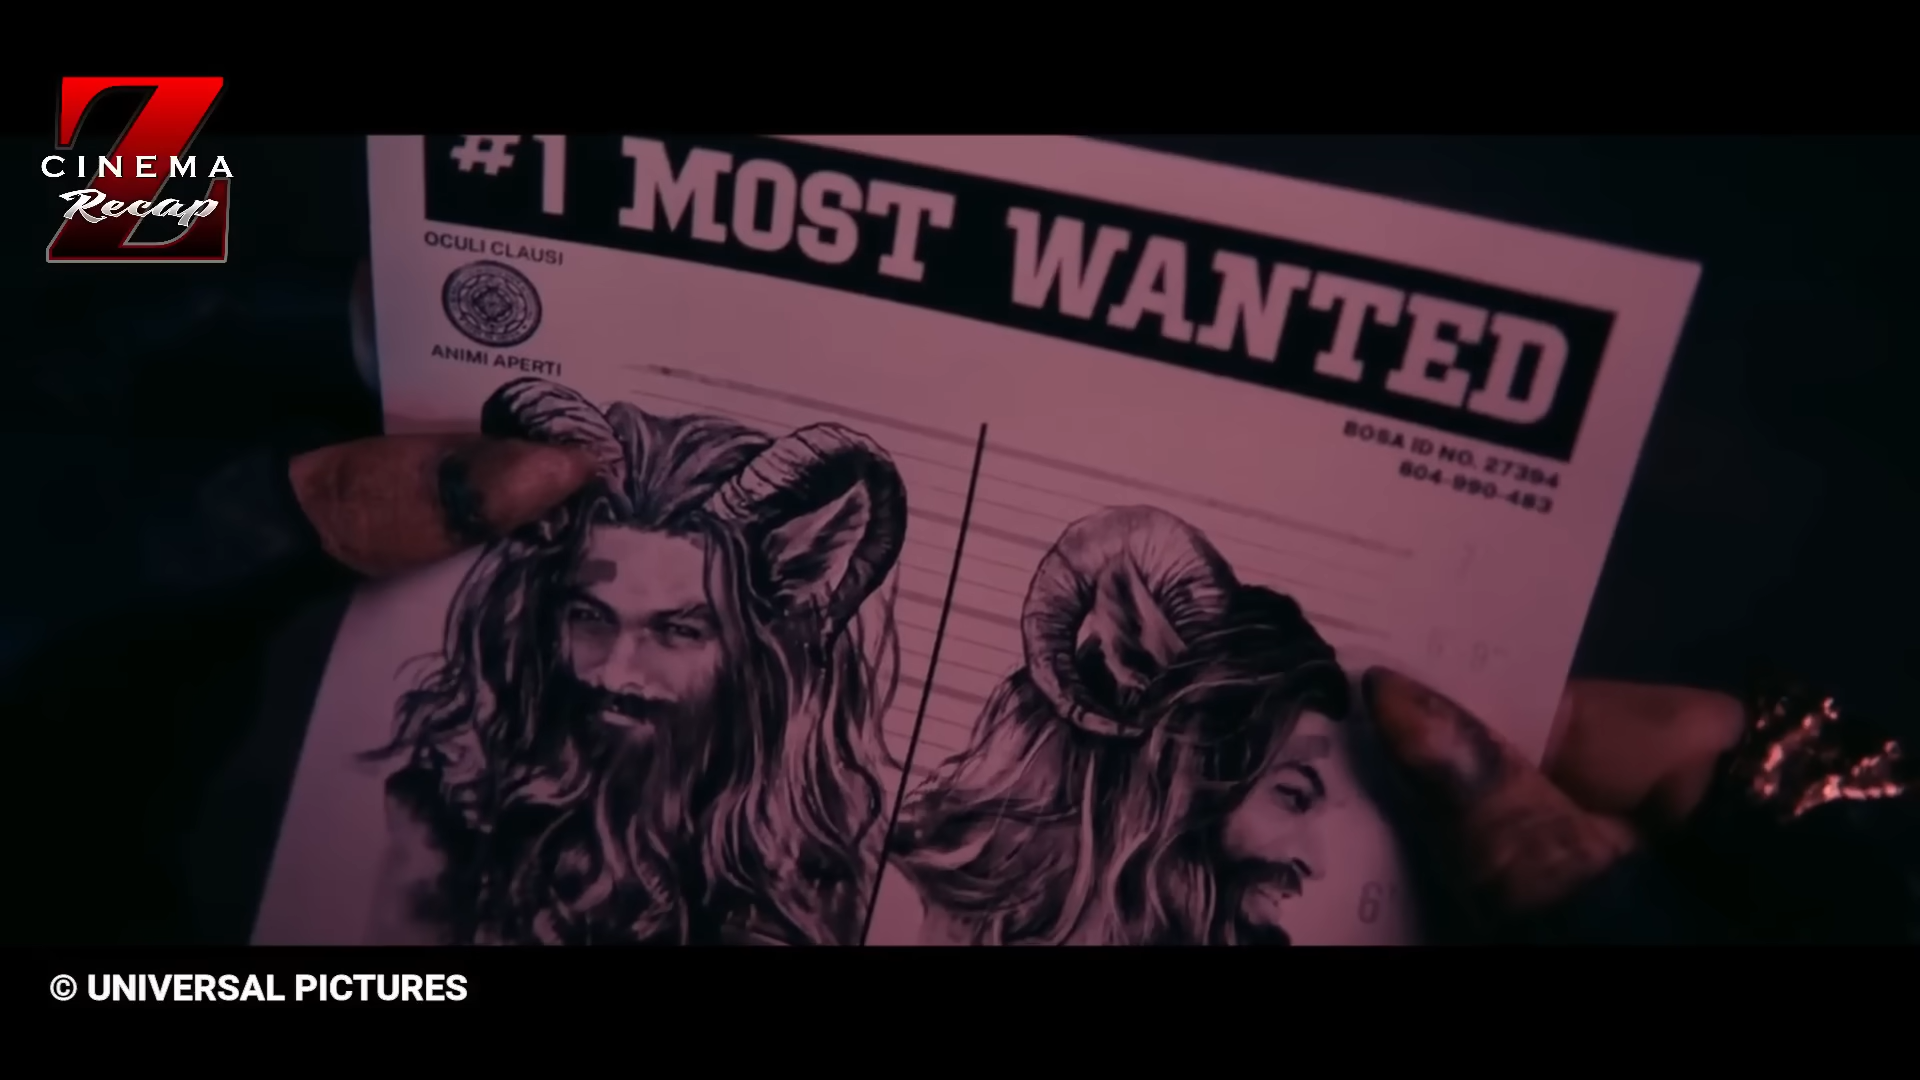 CINEMA
Recap
Z
#1 MOST WANTED
OCULI CLAUSI
ANIMI APERTI
BOSA ID NO. 27394
804-990-483
© UNIVERSAL PICTURES